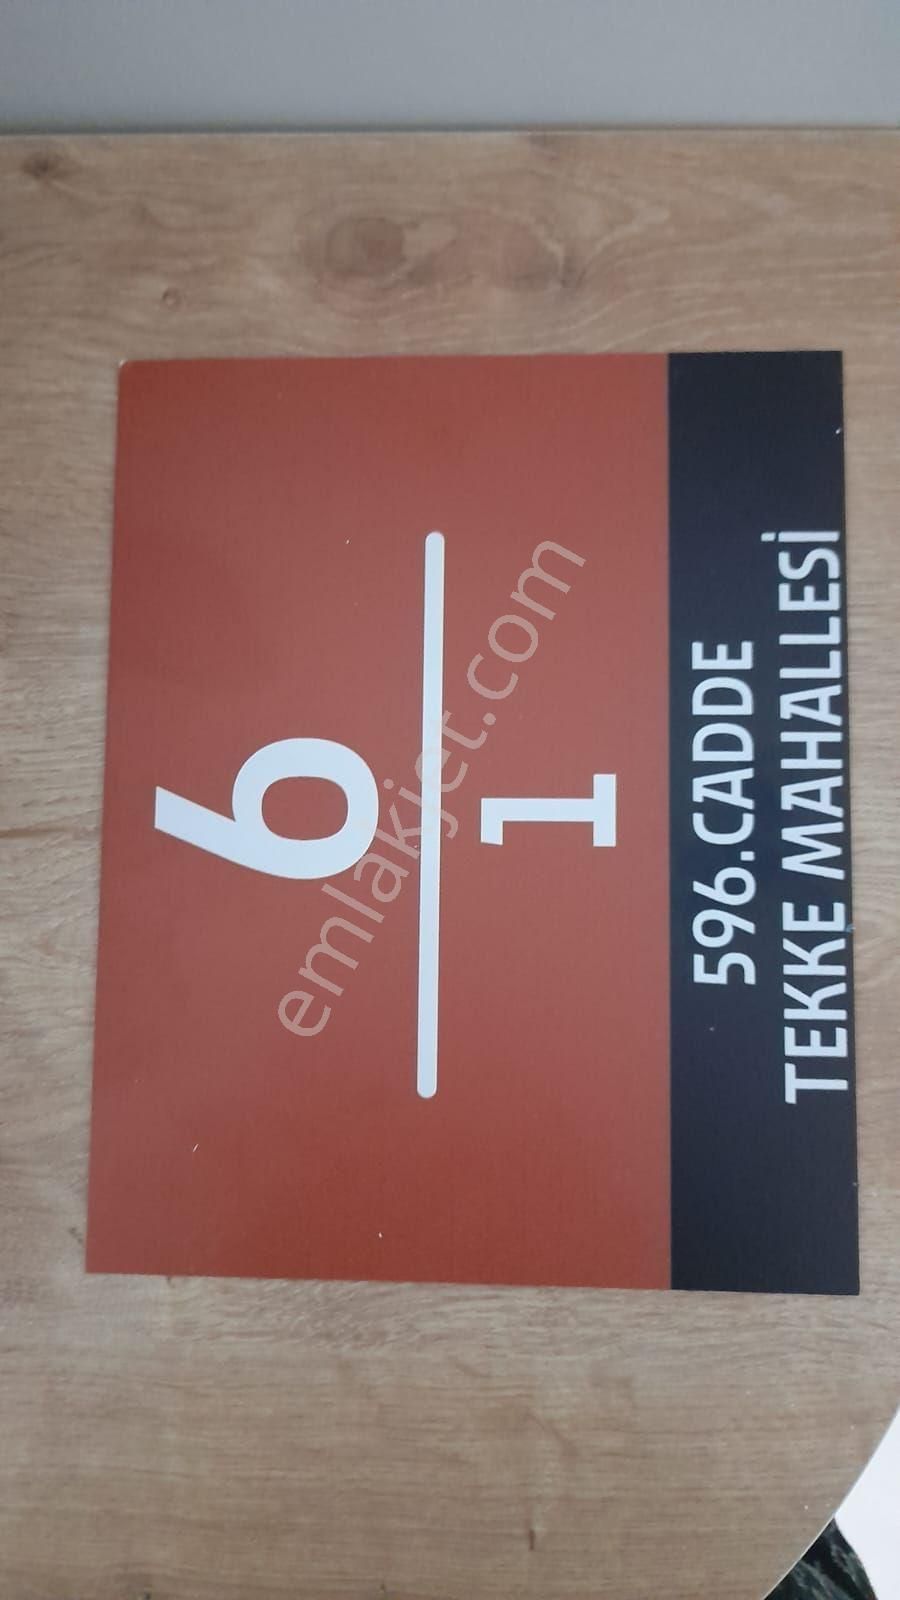 6
1
596.CADDE
TEKKE MAHALLESİ
emlakjet.com